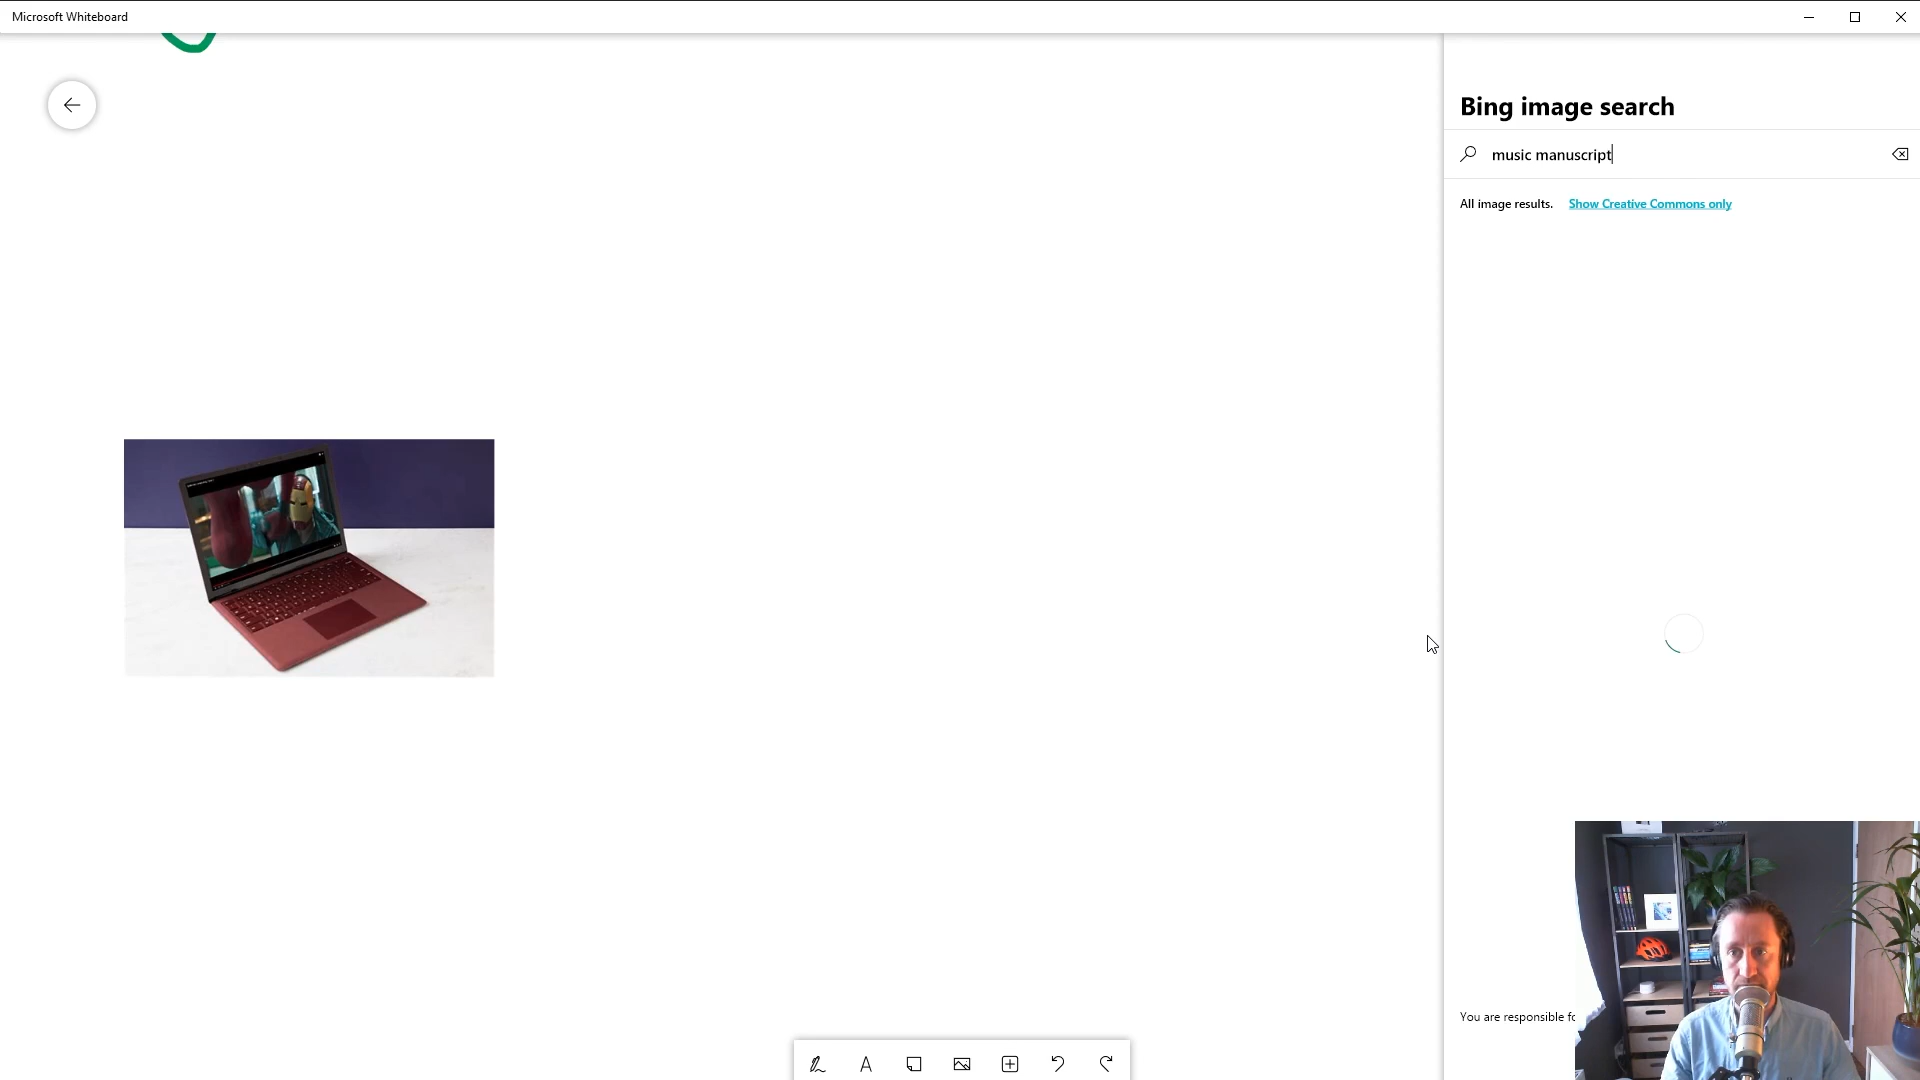 Microsoft Whiteboard
Bing image search
music manuscript
All image results. Show Creative Commons only
You are responsible fo